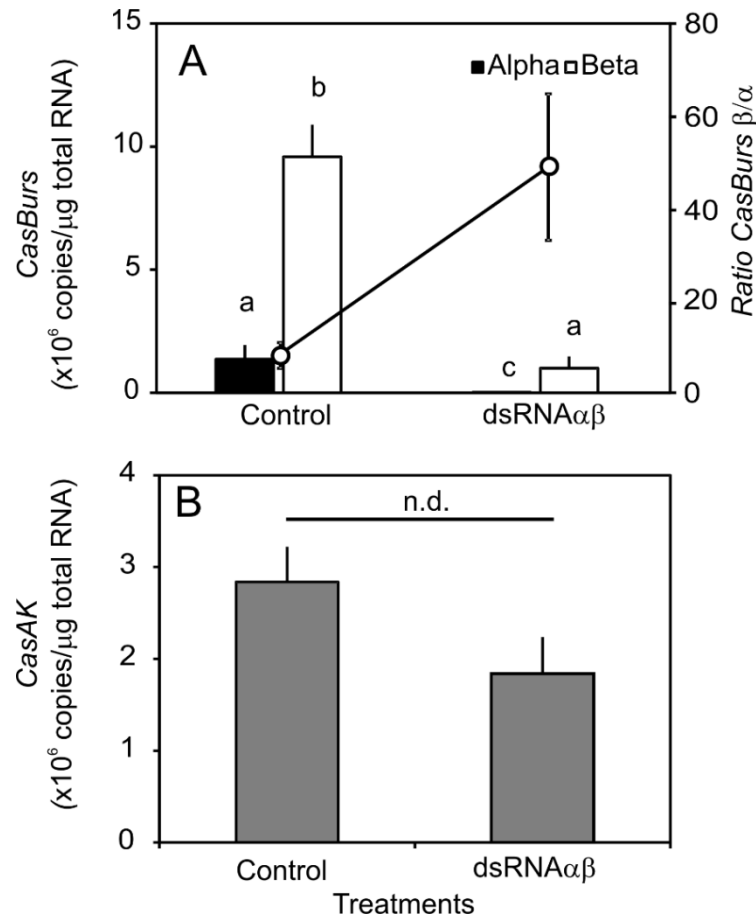 A
■Alpha □Beta
CasBurs
(x10⁶ copies/µg total RNA)
15
10
5
0
a
b
c
a
Control
dsRNAαβ
80
60
40
20
0
Ratio CasBurs β/α
B
n.d.
CasAK
(x10⁶ copies/µg total RNA)
4
3
2
1
0
Control
dsRNAαβ
Treatments